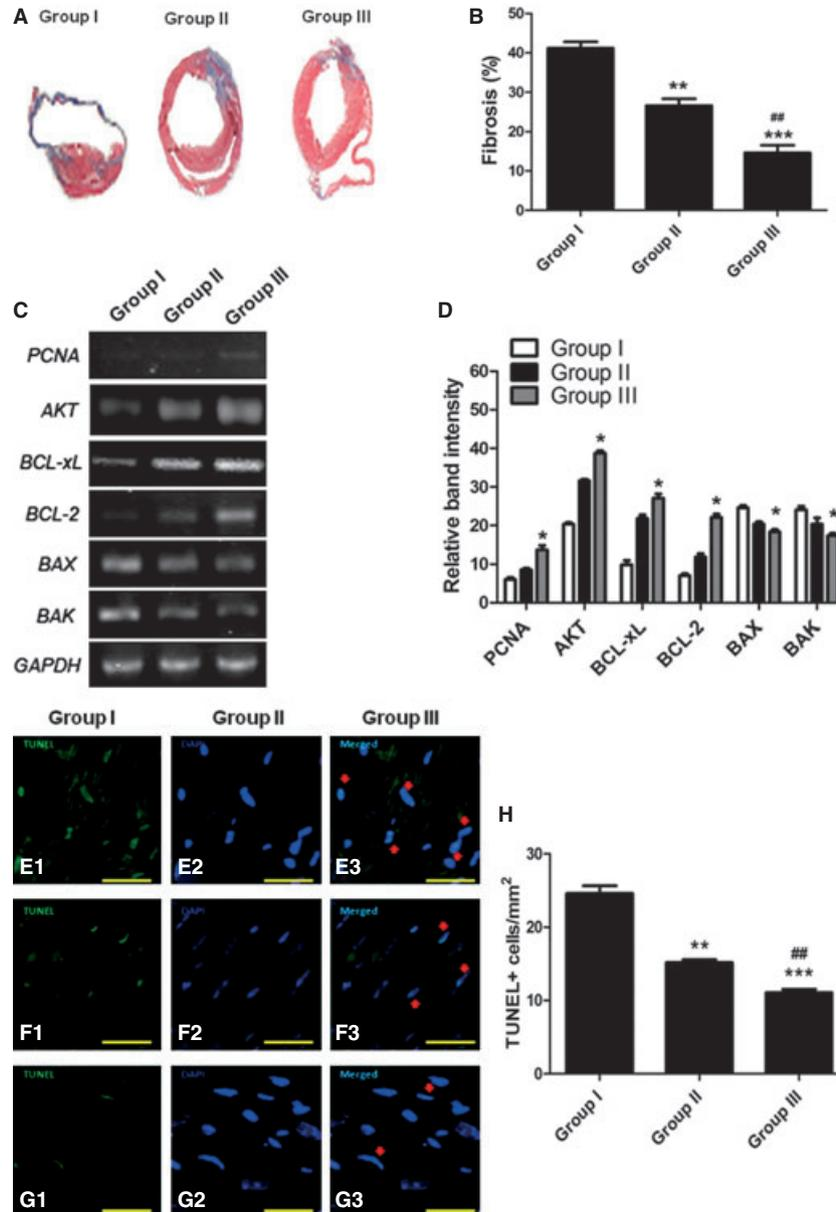 A
Group I
Group II
Group III
B
Fibrosis (%)
50
40
30
20
10
0
**
##
***
Group I
Group II
Group III
C
Group I
Group II
Group III
PCNA
AKT
BCL-xL
BCL-2
BAX
BAK
GAPDH
D
Group I
Group II
Group III
Relative band intensity
60
50
40
30
20
10
0
*
*
*
*
*
*
PCNA
AKT
BCL-xL
BCL-2
BAX
BAK
Group I
Group II
Group III
TUNEL
DAPI
Merged
E1
E2
E3
TUNEL
DAPI
Merged
F1
F2
F3
TUNEL
DAPI
Merged
G1
G2
G3
H
TUNEL+ cells/mm²
30
20
10
0
**
##
***
Group I
Group II
Group III